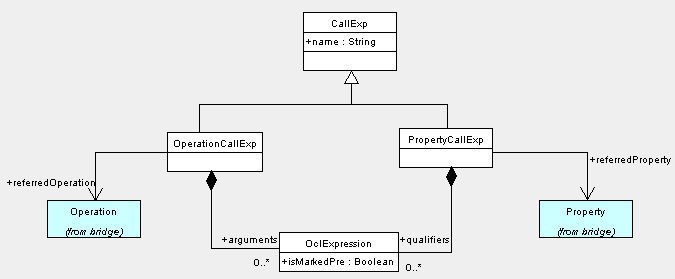 CallExp
+name : String
OperationCallExp
PropertyCallExp
+referredOperation
+referredProperty
Operation
(from bridge)
Property
(from bridge)
+arguments
OclExpression
+qualifiers
0..*
+isMarkedPre : Boolean
0..*